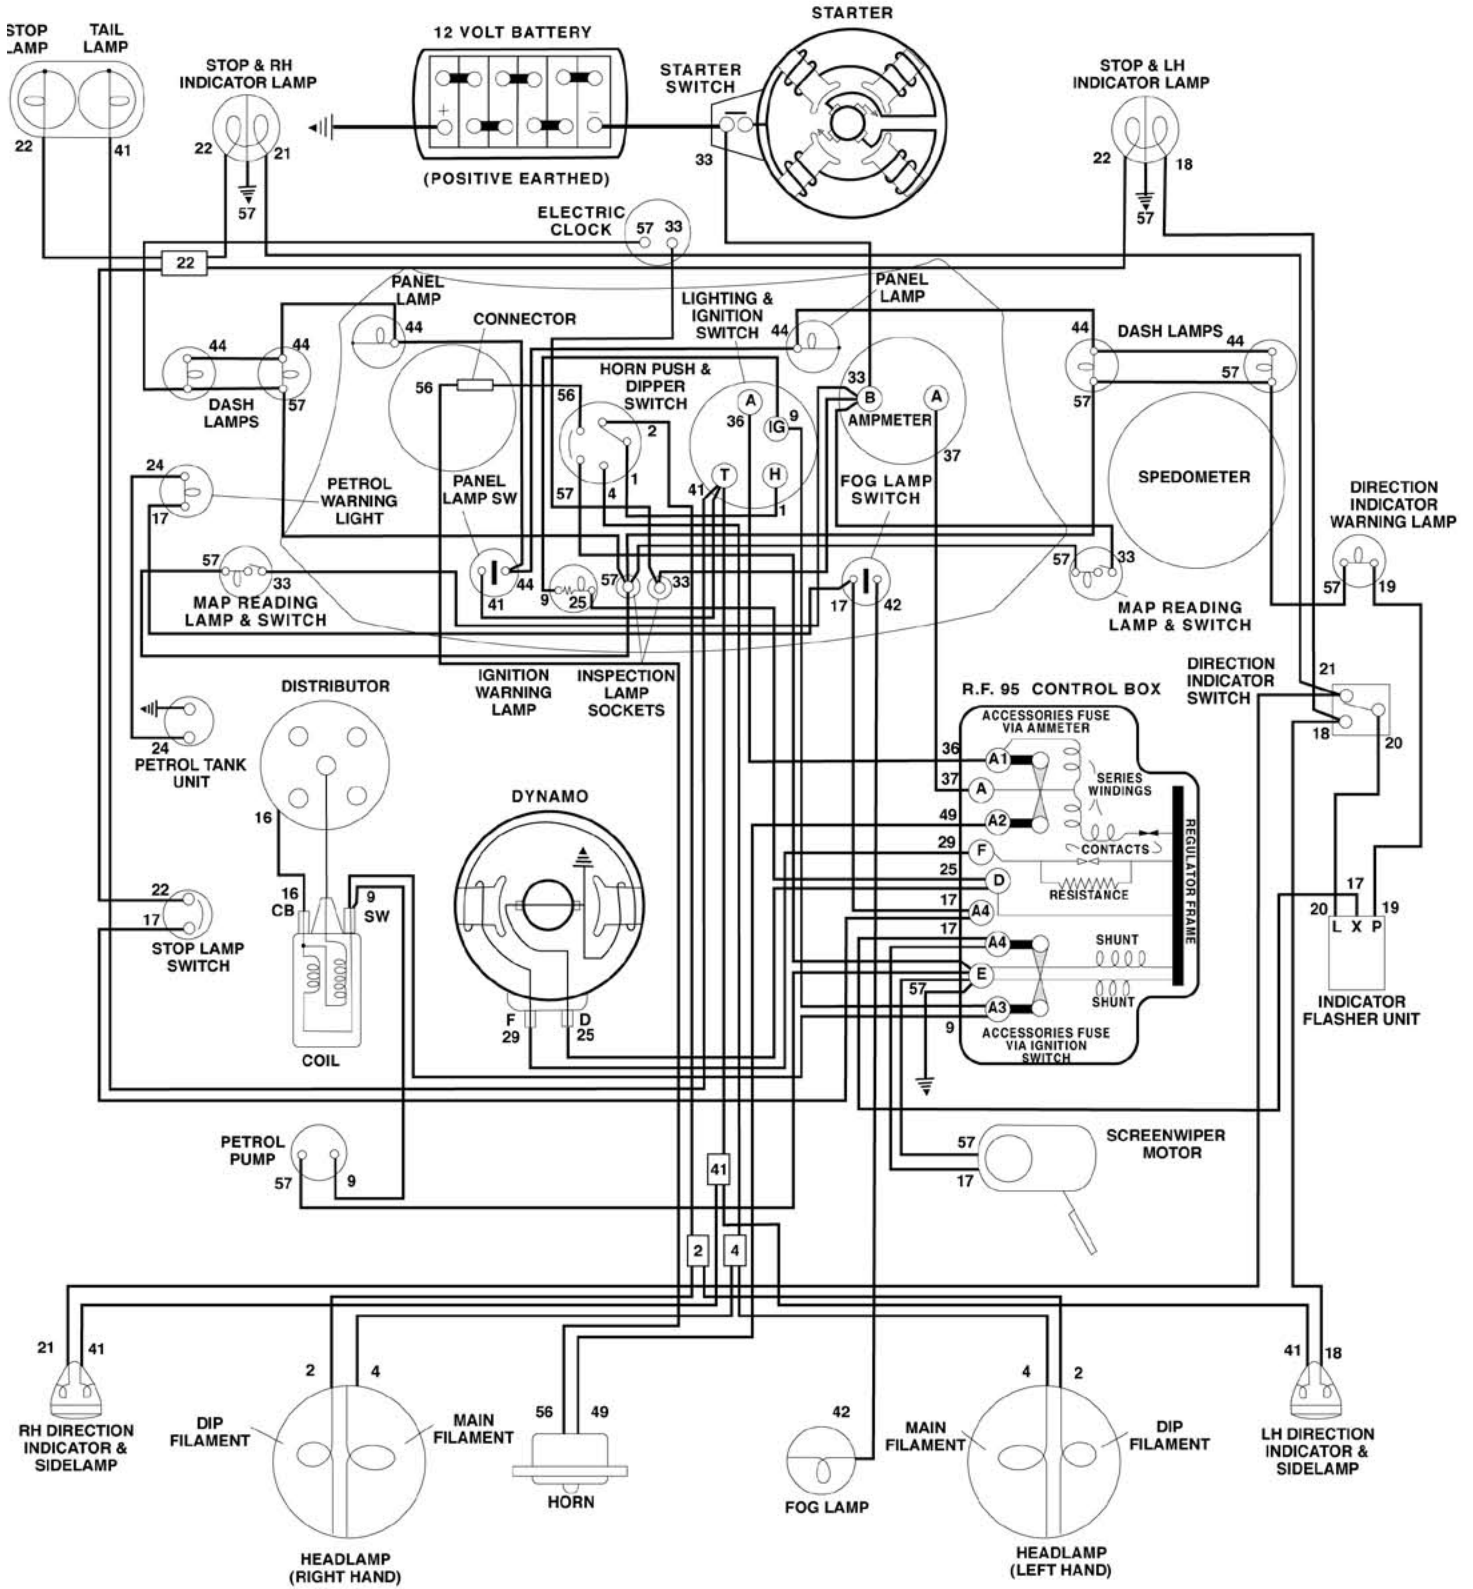 STOP
LAMP
TAIL
LAMP
22
41
STOP & RH
INDICATOR LAMP
22
21
57
12 VOLT BATTERY
+
−
(POSITIVE EARTHED)
STARTER
STARTER
SWITCH
33
STOP & LH
INDICATOR LAMP
22
18
57
ELECTRIC
CLOCK
57 33
22
PANEL
LAMP
44
CONNECTOR
LIGHTING &
IGNITION
SWITCH
44
PANEL
LAMP
44
DASH LAMPS
44
57
57
44
44
57
DASH
LAMPS
56
56
HORN PUSH &
DIPPER
SWITCH
2
1
4
57
A
36
IG
9
T
41
H
1
33
B
A
AMPMETER
37
SPEDOMETER
24
17
PETROL
WARNING
LIGHT
PANEL
LAMP SW
FOG LAMP
SWITCH
DIRECTION
INDICATOR
WARNING LAMP
57
19
57
33
MAP READING
LAMP & SWITCH
41
44
9
25
57
33
17
42
57
33
MAP READING
LAMP & SWITCH
IGNITION
WARNING
LAMP
INSPECTION
LAMP
SOCKETS
DIRECTION
INDICATOR
SWITCH
21
18
20
DISTRIBUTOR
24
PETROL TANK
UNIT
16
R.F. 95 CONTROL BOX
ACCESSORIES FUSE
VIA AMMETER
36
A1
37
A
49
A2
29
F
25
D
17
A4
17
A4
E
57
A3
9
SERIES
WINDINGS
CONTACTS
RESISTANCE
SHUNT
SHUNT
REGULATOR FRAME
ACCESSORIES FUSE
VIA IGNITION
SWITCH
DYNAMO
F
29
D
25
22
17
STOP LAMP
SWITCH
16
CB
9
SW
COIL
17
20
19
L X P
INDICATOR
FLASHER UNIT
PETROL
PUMP
57
9
41
57
17
SCREENWIPER
MOTOR
2
4
21
41
RH DIRECTION
INDICATOR &
SIDELAMP
2
4
DIP
FILAMENT
MAIN
FILAMENT
HEADLAMP
(RIGHT HAND)
56
49
HORN
42
FOG LAMP
4
2
MAIN
FILAMENT
DIP
FILAMENT
HEADLAMP
(LEFT HAND)
41
18
LH DIRECTION
INDICATOR &
SIDELAMP